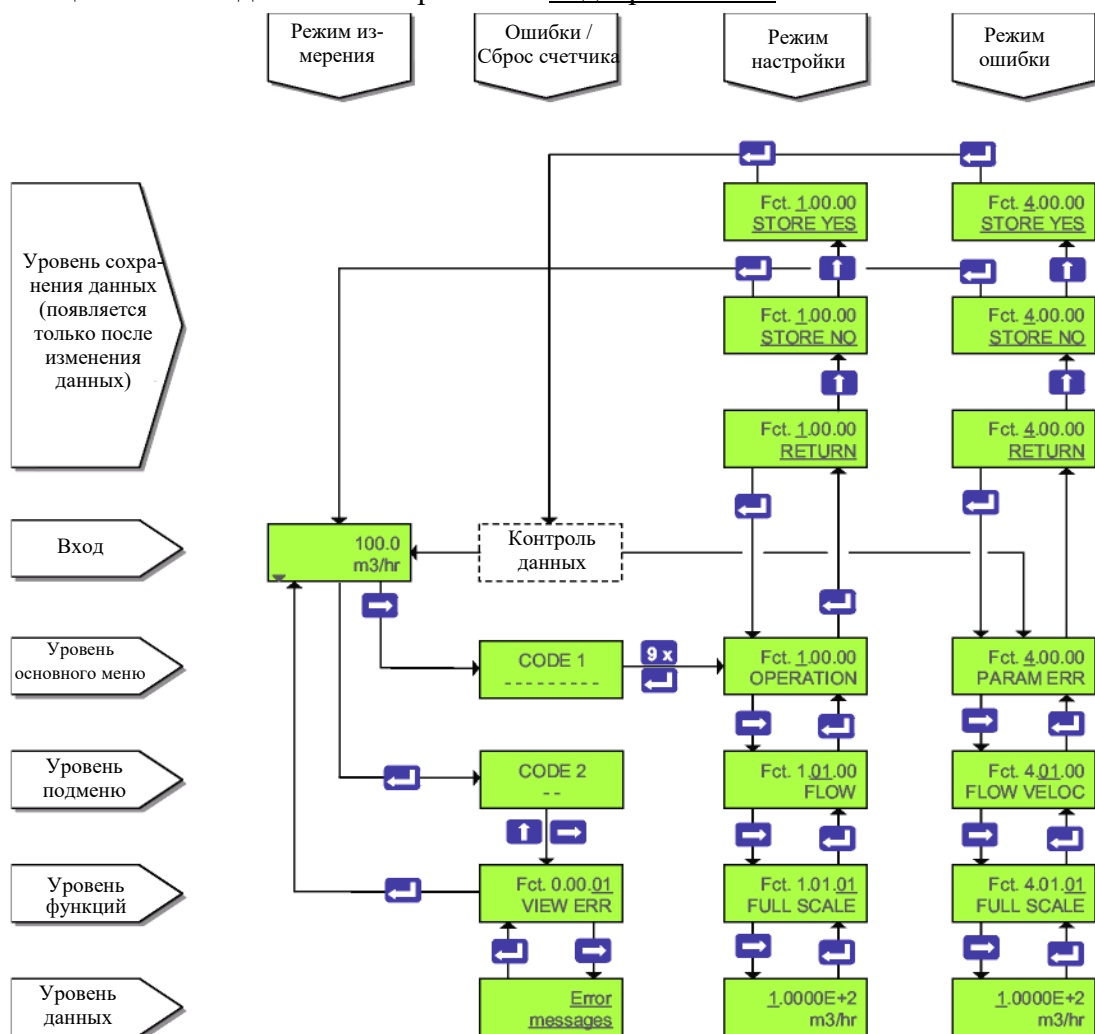 Режим из-
мерения
Ошибки /
Сброс счетчика
Режим
настройки
Режим
ошибки
Уровень сохра-
нения данных
(появляется
только после
изменения
данных)
Fct. 1.00.00
STORE YES
Fct. 4.00.00
STORE YES
Fct. 1.00.00
STORE NO
Fct. 4.00.00
STORE NO
Fct. 1.00.00
RETURN
Fct. 4.00.00
RETURN
Вход
100.0
m3/hr
Контроль
данных
Уровень
основного меню
CODE 1
- - - - - - - - -
9 x
Fct. 1.00.00
OPERATION
Fct. 4.00.00
PARAM ERR
Уровень
подменю
CODE 2
- -
Fct. 1.01.00
FLOW
Fct. 4.01.00
FLOW VELOC
Уровень
функций
Fct. 0.00.01
VIEW ERR
Fct. 1.01.01
FULL SCALE
Fct. 4.01.01
FULL SCALE
Уровень
данных
Error
messages
1.0000E+2
m3/hr
1.0000E+2
m3/hr